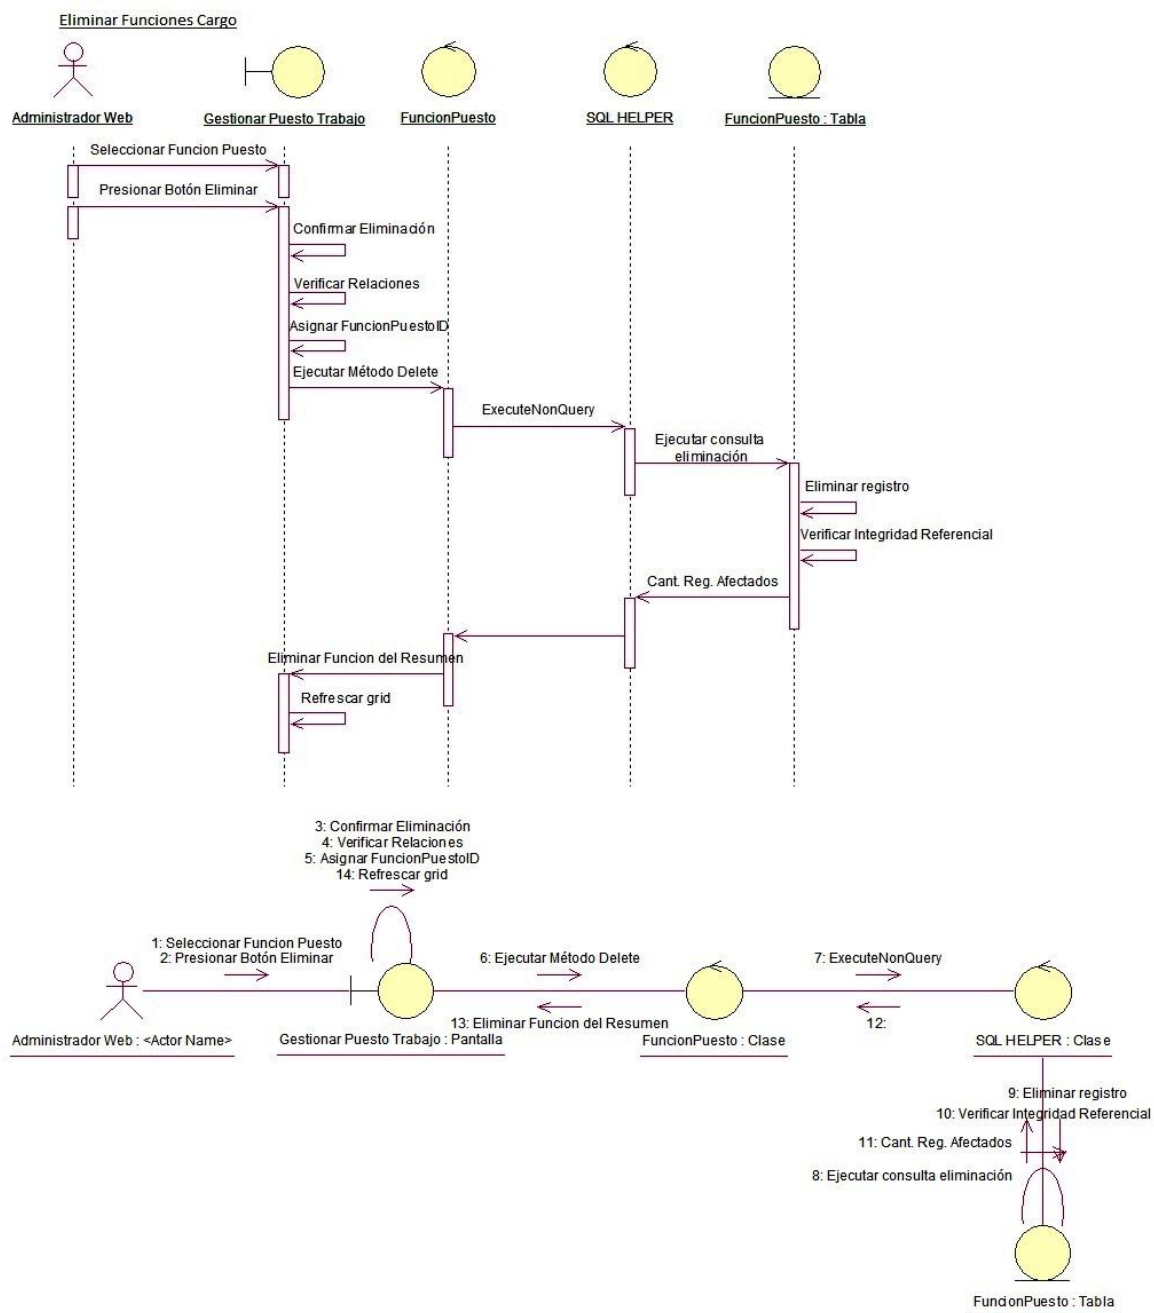 Eliminar Funciones Cargo
Administrador Web
Gestionar Puesto Trabajo
FuncionPuesto
SQL HELPER
FuncionPuesto : Tabla
Seleccionar Funcion Puesto
Presionar Botón Eliminar
Confirmar Eliminación
Verificar Relaciones
Asignar FuncionPuestoID
Ejecutar Método Delete
ExecuteNonQuery
Ejecutar consulta
eliminación
Eliminar registro
Verificar Integridad Referencial
Cant. Reg. Afectados
Eliminar Funcion del Resumen
Refrescar grid
3: Confirmar Eliminación
4: Verificar Relaciones
5: Asignar FuncionPuestoID
14: Refrescar grid
1: Seleccionar Funcion Puesto
2: Presionar Botón Eliminar
6: Ejecutar Método Delete
7: ExecuteNonQuery
13: Eliminar Funcion del Resumen
12:
Administrador Web : <Actor Name>
Gestionar Puesto Trabajo : Pantalla
FuncionPuesto : Clase
SQL HELPER : Clase
9: Eliminar registro
10: Verificar Integridad Referencial
11: Cant. Reg. Afectados
8: Ejecutar consulta eliminación
FuncionPuesto : Tabla